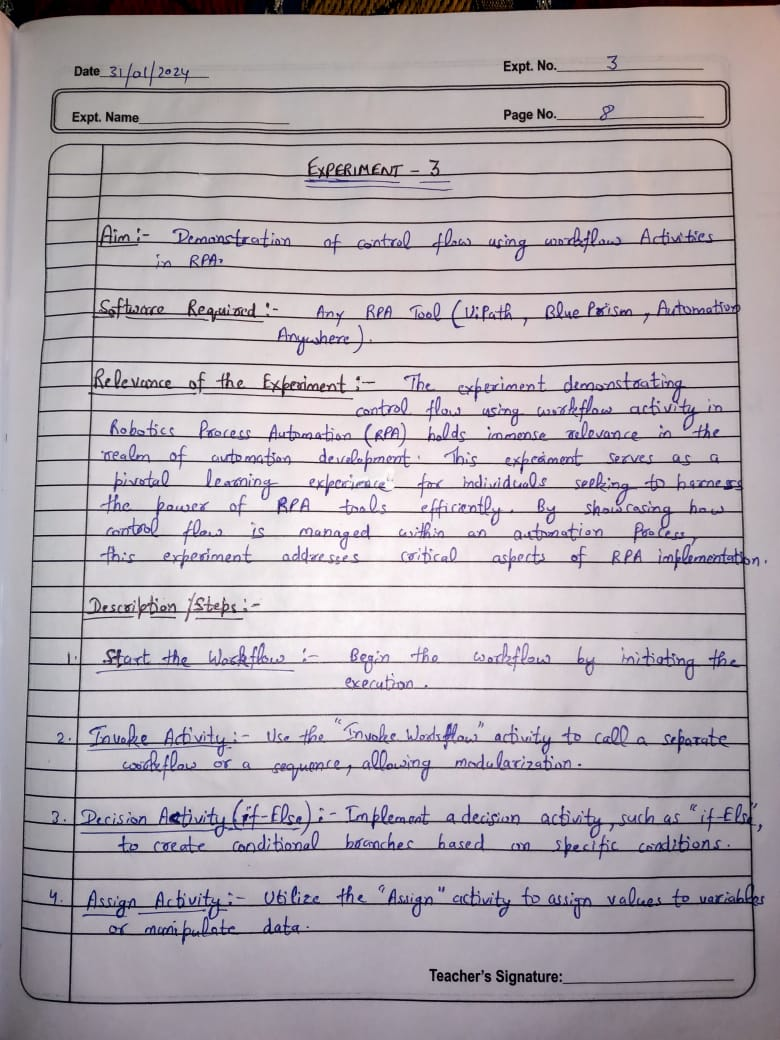 Date 31/01/2024 Expt. No. 3
Expt. Name Page No. 8
EXPERIMENT - 3
Aim :- Demonstration of control flow using workflow Activities
in RPA.
Software Required :- Any RPA Tool (UiPath, Blue Prism, Automation
Anywhere).
Relevance of the Experiment :- The experiment demonstrating
control flow using workflow activity in
Robotics Process Automation (RPA) holds immense relevance in the
realm of automation development. This experiment serves as a
pivotal learning experience for individuals seeking to harness
the power of RPA tools efficiently. By showcasing how
control flow is managed within an automation Process,
this experiment addresses critical aspects of RPA implementation.
Description /Steps :-
1. Start the Workflow :- Begin the workflow by initiating the
execution.
2. Invoke Activity :- Use the "Invoke Workflow" activity to call a separate
workflow or a sequence, allowing modularization.
3. Decision Activity (if-Else) :- Implement a decision activity, such as "if-Else",
to create conditional branches based on specific conditions.
4. Assign Activity :- Utilize the "Assign" activity to assign values to variables
or manipulate data.
Teacher's Signature: